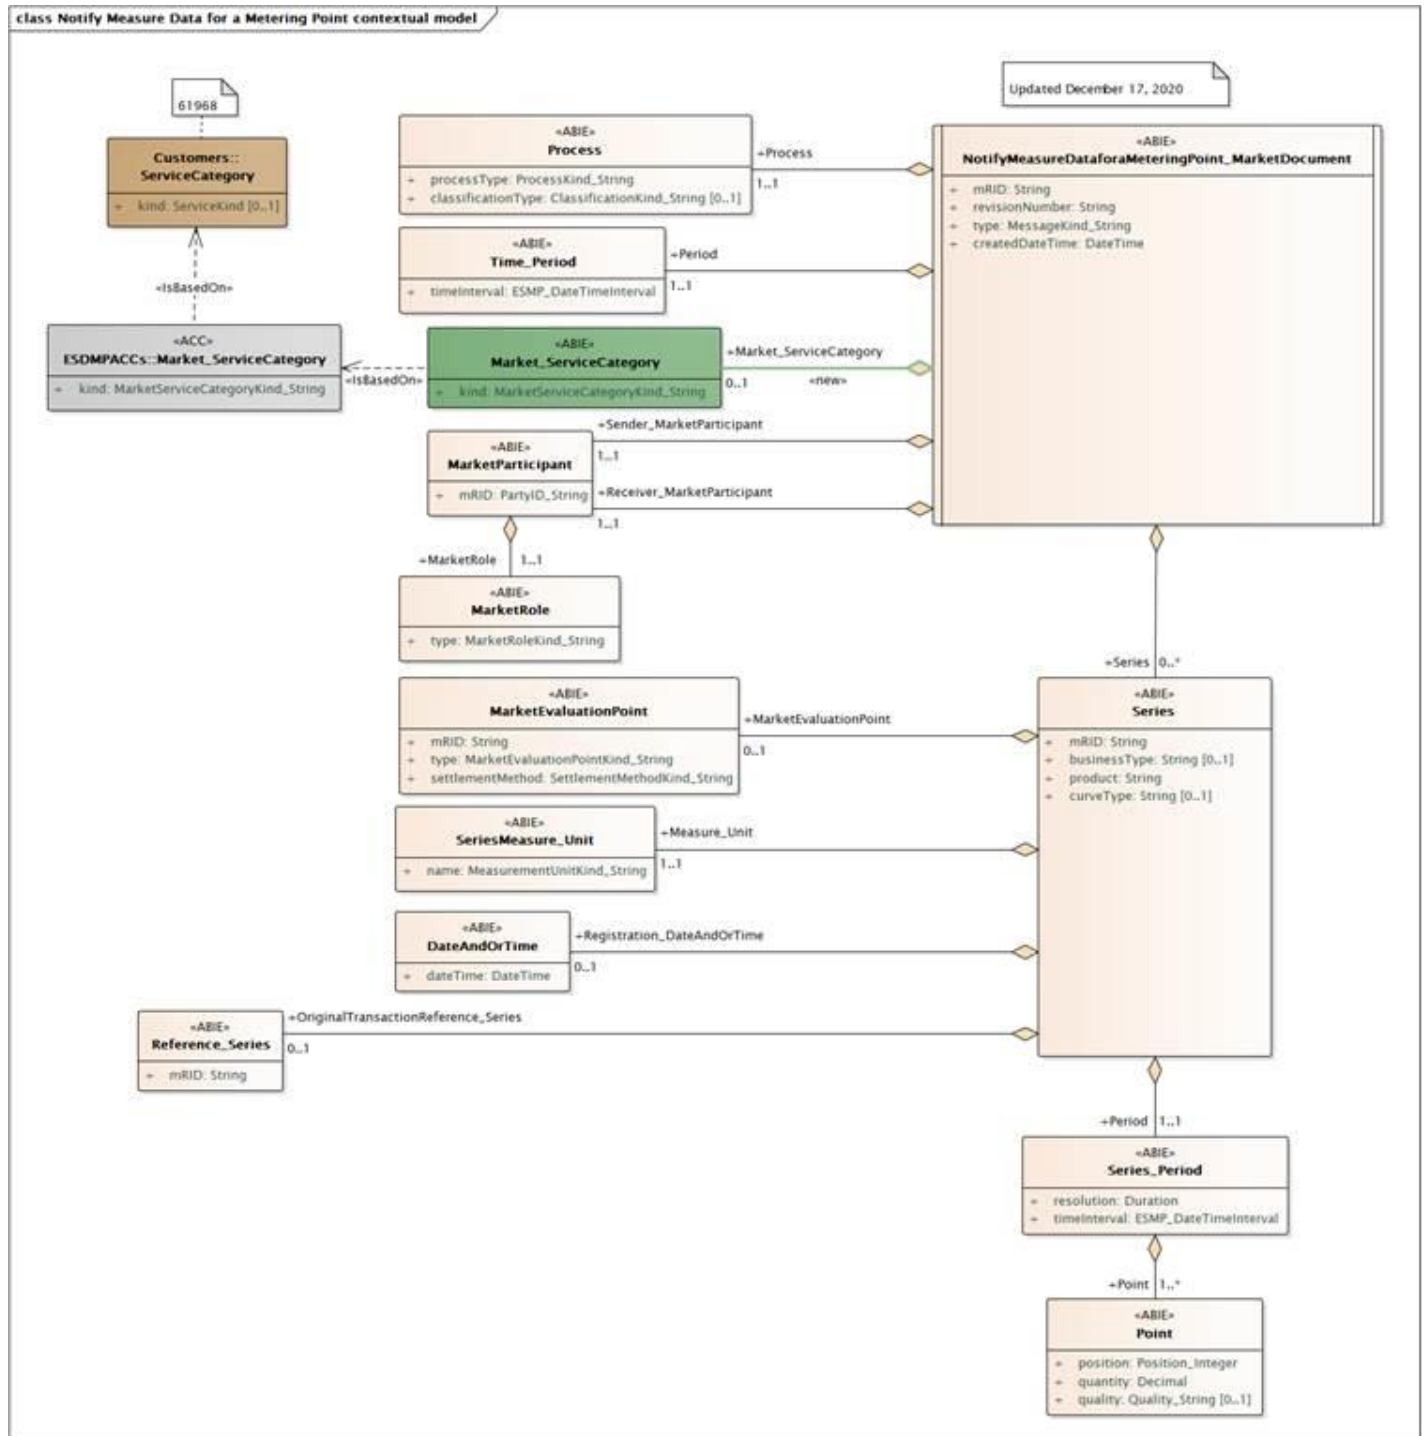 class Notify Measure Data for a Metering Point contextual model
61968
Updated December 17, 2020
Customers::
ServiceCategory
+ kind: ServiceKind [0..1]
«IsBasedOn»
«ACC»
ESDMPACCs::Market_ServiceCategory
+ kind: MarketServiceCategoryKind_String
«IsBasedOn»
«ABIE»
Process
+ processType: ProcessKind_String
+ classificationType: ClassificationKind_String [0..1]
+Process
1..1
«ABIE»
NotifyMeasureDataforaMeteringPoint_MarketDocument
+ mRID: String
+ revisionNumber: String
+ type: MessageKind_String
+ createdDateTime: DateTime
«ABIE»
Time_Period
+ timeInterval: ESMP_DateTimeInterval
+Period
1..1
«ABIE»
Market_ServiceCategory
+ kind: MarketServiceCategoryKind_String
+Market_ServiceCategory
0..1
«new»
«ABIE»
MarketParticipant
+ mRID: PartyID_String
+Sender_MarketParticipant
1..1
+Receiver_MarketParticipant
1..1
+MarketRole
1..1
«ABIE»
MarketRole
+ type: MarketRoleKind_String
+Series
0..*
«ABIE»
MarketEvaluationPoint
+ mRID: String
+ type: MarketEvaluationPointKind_String
+ settlementMethod: SettlementMethodKind_String
+MarketEvaluationPoint
0..1
«ABIE»
Series
+ mRID: String
+ businessType: String [0..1]
+ product: String
+ curveType: String [0..1]
«ABIE»
SeriesMeasure_Unit
+ name: MeasurementUnitKind_String
+Measure_Unit
1..1
«ABIE»
DateAndOrTime
+ dateTime: DateTime
+Registration_DateAndOrTime
0..1
«ABIE»
Reference_Series
+ mRID: String
+OriginalTransactionReference_Series
0..1
+Period
1..1
«ABIE»
Series_Period
+ resolution: Duration
+ timeInterval: ESMP_DateTimeInterval
+Point
1..*
«ABIE»
Point
+ position: Position_Integer
+ quantity: Decimal
+ quality: Quality_String [0..1]